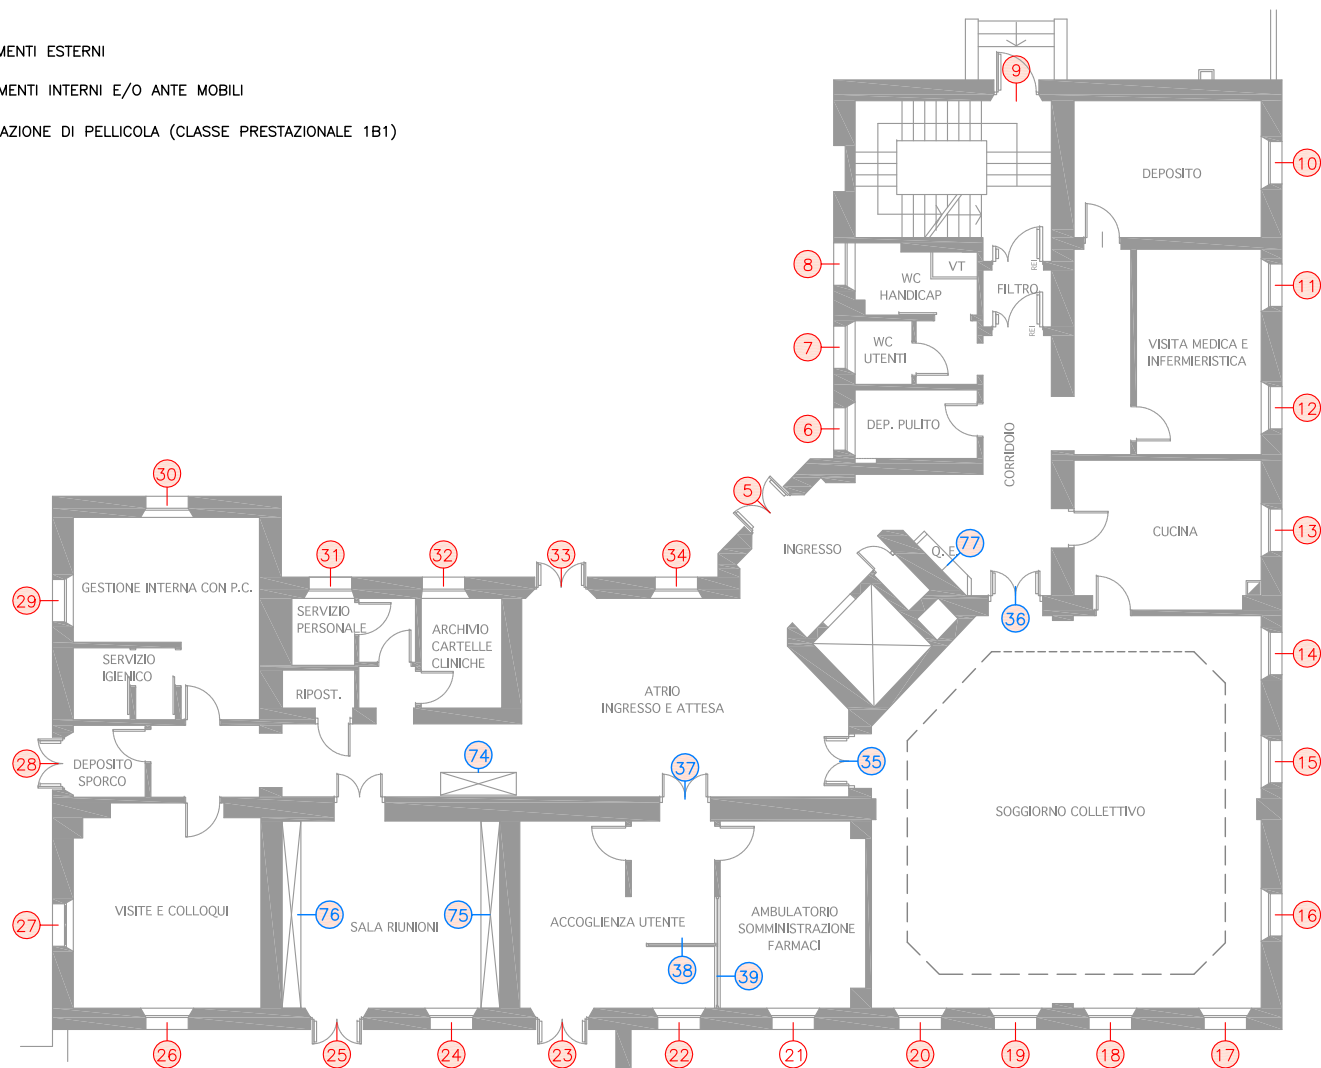 MENTI ESTERNI
MENTI INTERNI E/O ANTE MOBILI
AZIONE DI PELLICOLA (CLASSE PRESTAZIONALE 1B1)
9
10
DEPOSITO
8
WC
HANDICAP
VT
REI
FILTRO
REI
11
7
WC
UTENTI
VISITA MEDICA E
INFERMIERISTICA
12
6
DEP. PULITO
CORRIDOIO
30
5
13
CUCINA
INGRESSO
Q. E.
77
31
32
33
34
29
GESTIONE INTERNA CON P.C.
SERVIZIO
PERSONALE
ARCHIVIO
CARTELLE
CLINICHE
36
14
SERVIZIO
IGIENICO
RIPOST.
ATRIO
INGRESSO E ATTESA
28
DEPOSITO
SPORCO
74
37
35
15
SOGGIORNO COLLETTIVO
27
VISITE E COLLOQUI
76
SALA RIUNIONI
75
ACCOGLIENZA UTENTE
AMBULATORIO
SOMMINISTRAZIONE
FARMACI
16
38
39
26
25
24
23
22
21
20
19
18
17